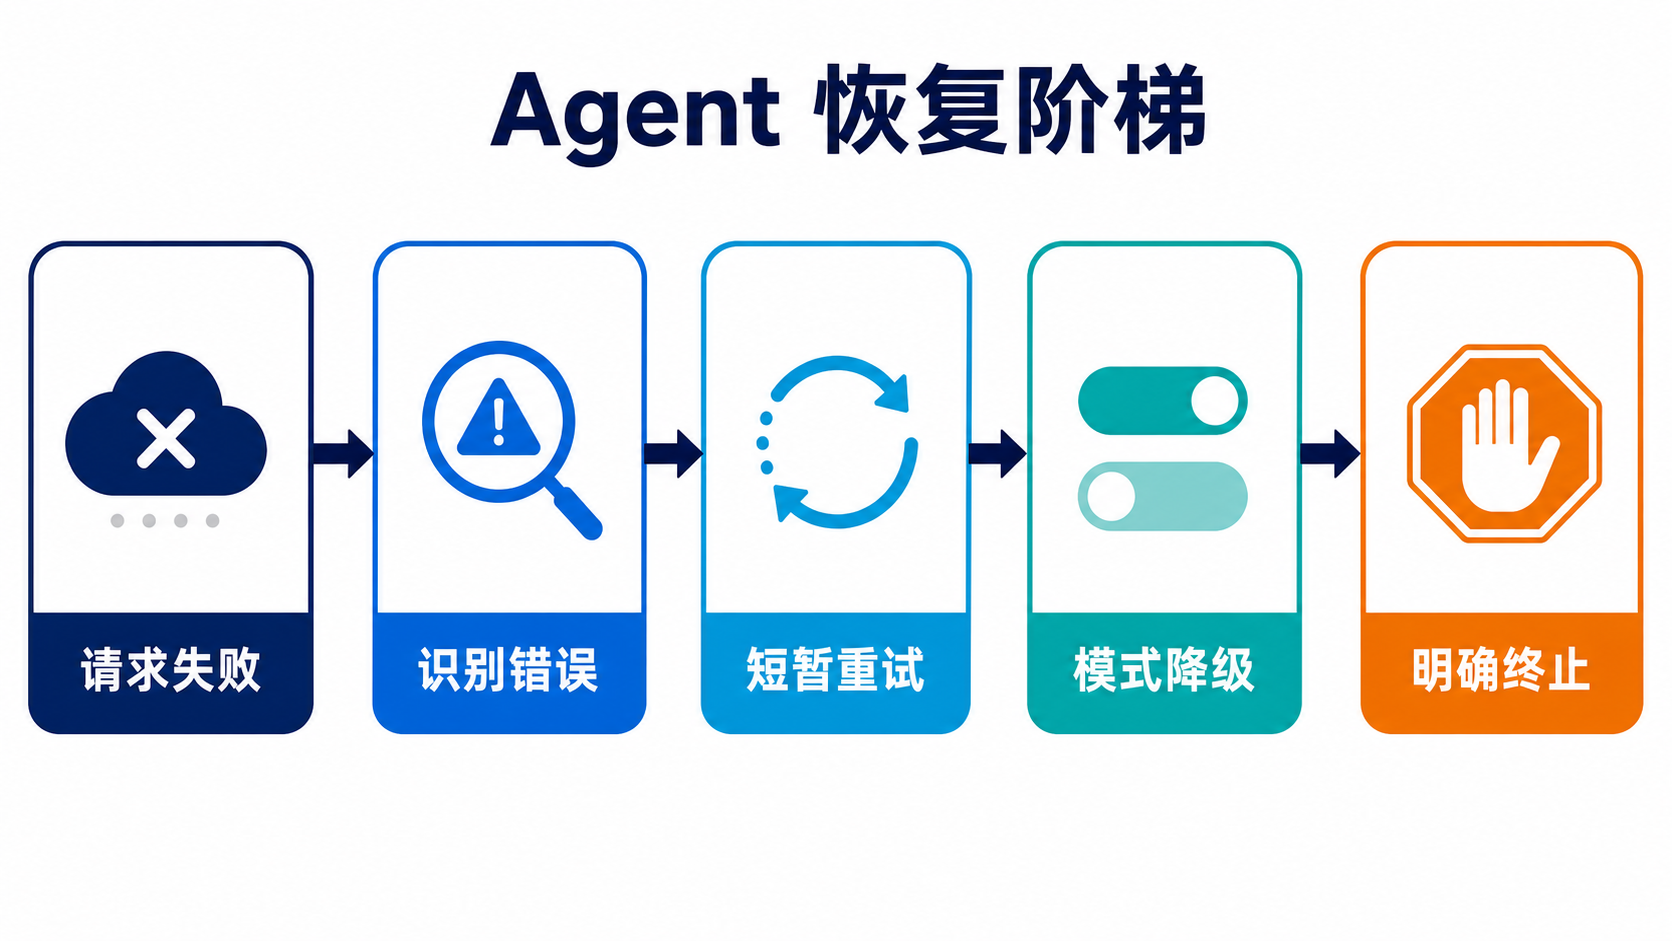 Agent 恢复阶梯
请求失败
识别错误
短暂重试
模式降级
明确终止